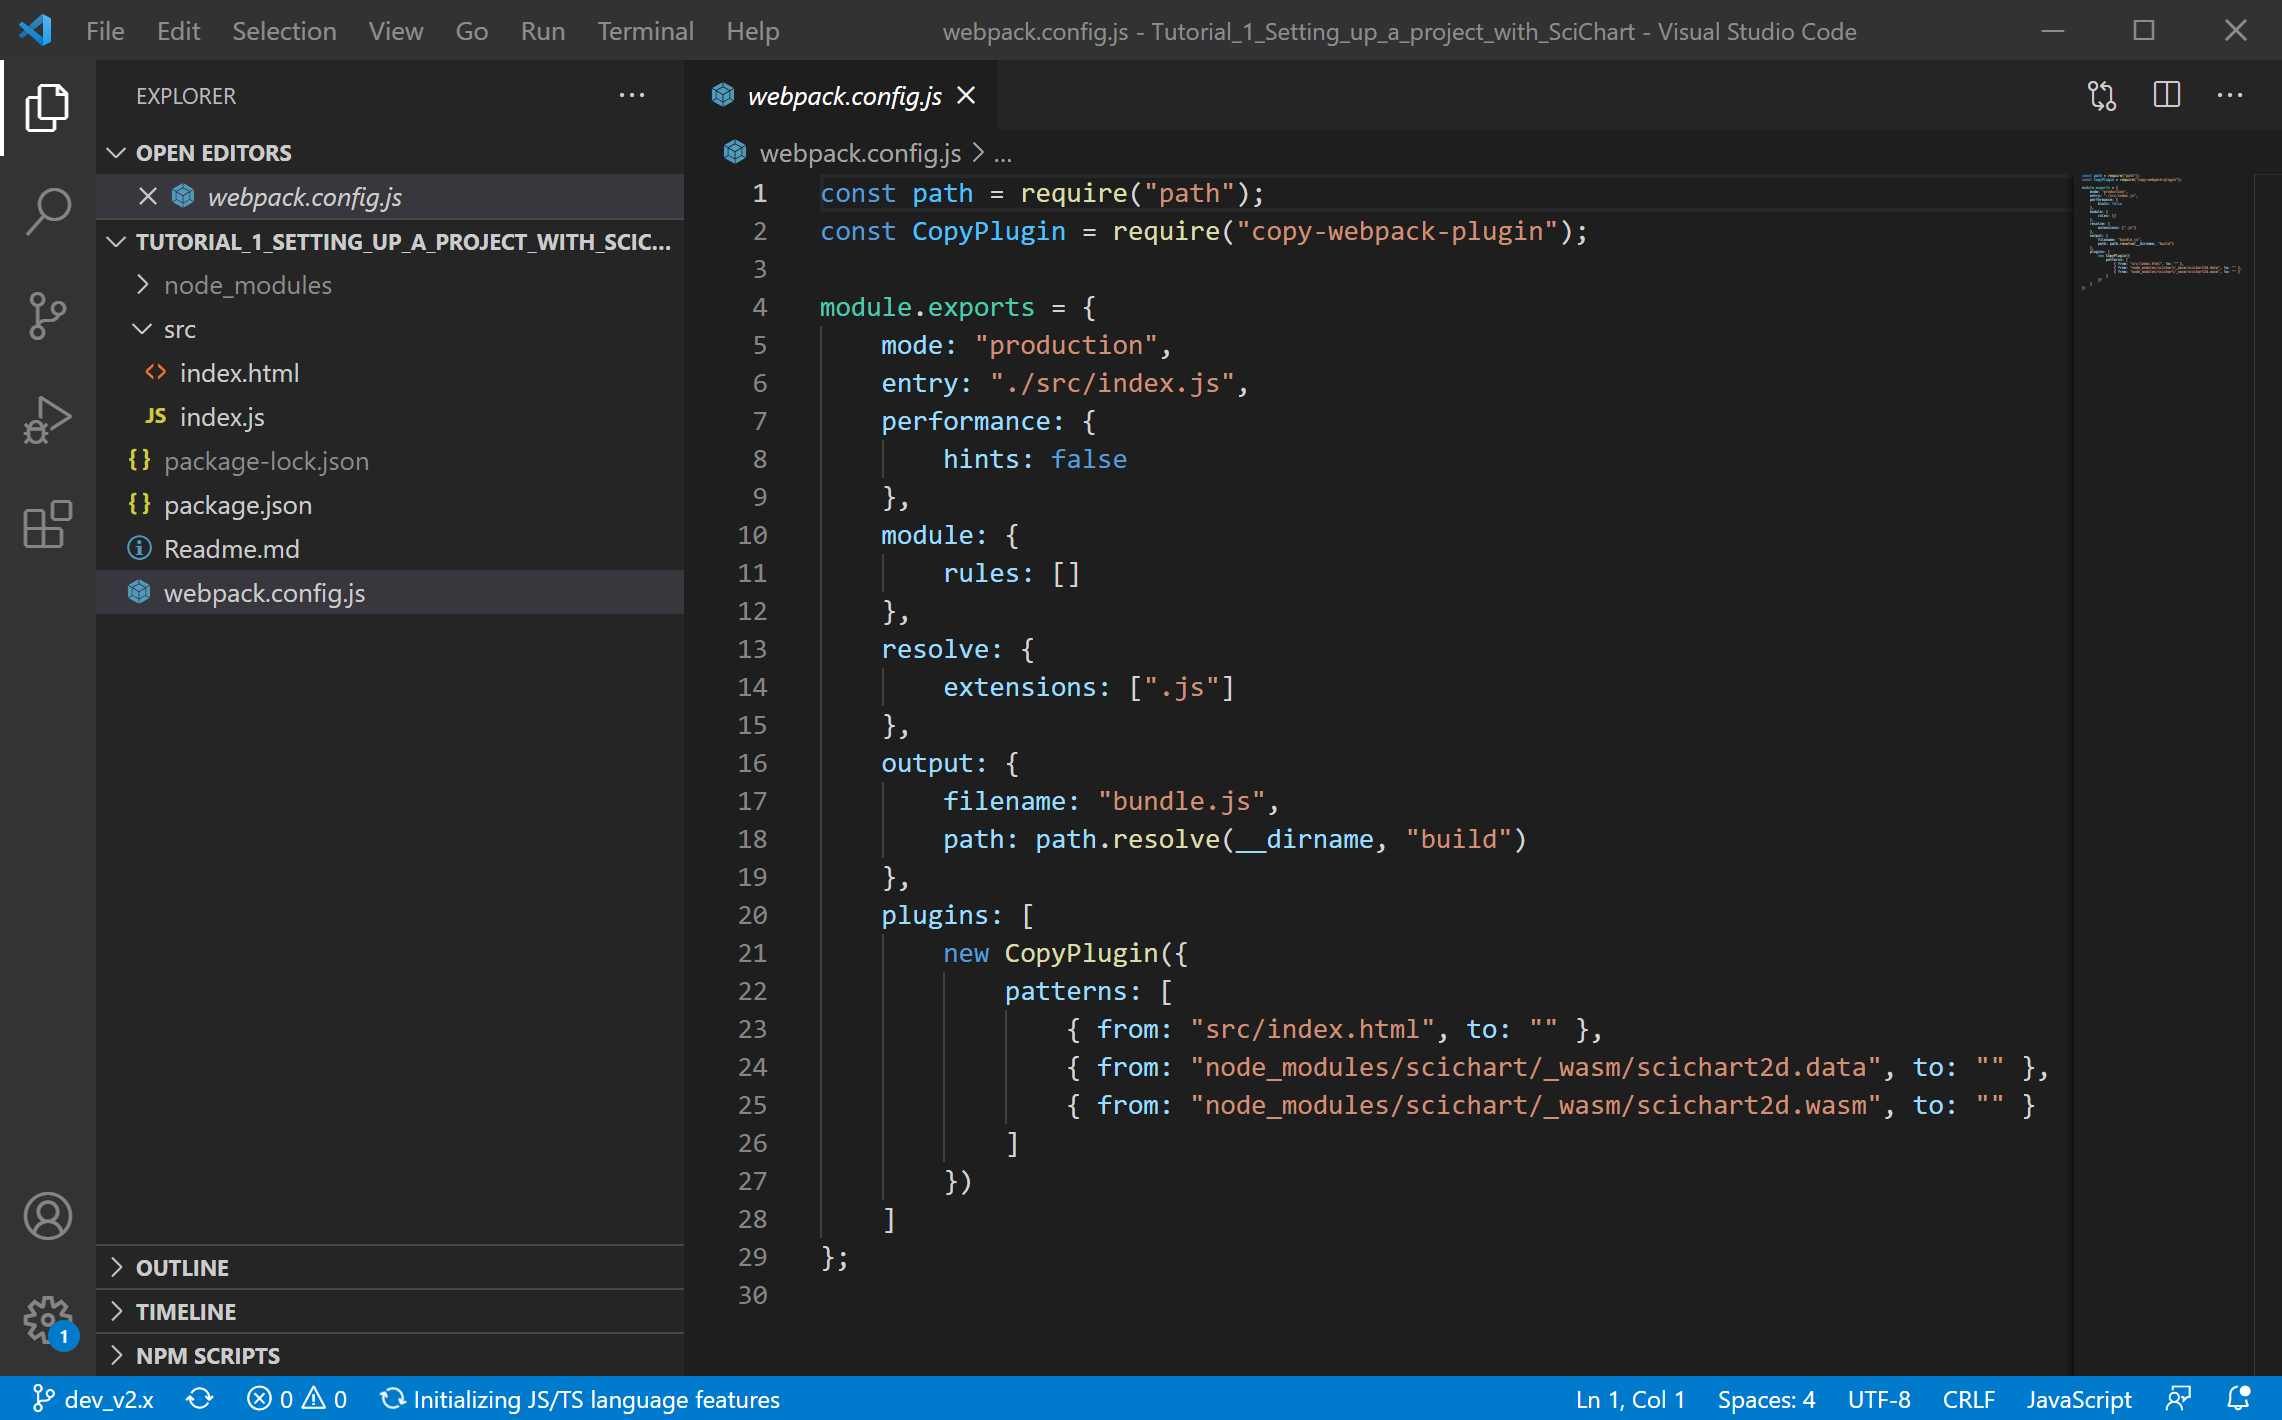 File Edit Selection View Go Run Terminal Help
webpack.config.js - Tutorial_1_Setting_up_a_project_with_SciChart - Visual Studio Code
EXPLORER
OPEN EDITORS
webpack.config.js
TUTORIAL_1_SETTING_UP_A_PROJECT_WITH_SCIC...
node_modules
src
index.html
JS index.js
{} package-lock.json
{} package.json
Readme.md
webpack.config.js
OUTLINE
TIMELINE
NPM SCRIPTS
1
webpack.config.js
webpack.config.js > ...
1 const path = require("path");
2 const CopyPlugin = require("copy-webpack-plugin");
3
4 module.exports = {
5     mode: "production",
6     entry: "./src/index.js",
7     performance: {
8         hints: false
9     },
10     module: {
11         rules: []
12     },
13     resolve: {
14         extensions: [".js"]
15     },
16     output: {
17         filename: "bundle.js",
18         path: path.resolve(__dirname, "build")
19     },
20     plugins: [
21         new CopyPlugin({
22             patterns: [
23                 { from: "src/index.html", to: "" },
24                 { from: "node_modules/scichart/_wasm/scichart2d.data", to: "" },
25                 { from: "node_modules/scichart/_wasm/scichart2d.wasm", to: "" }
26             ]
27         })
28     ]
29 };
30
dev_v2.x 0 0 Initializing JS/TS language features
Ln 1, Col 1 Spaces: 4 UTF-8 CRLF JavaScript